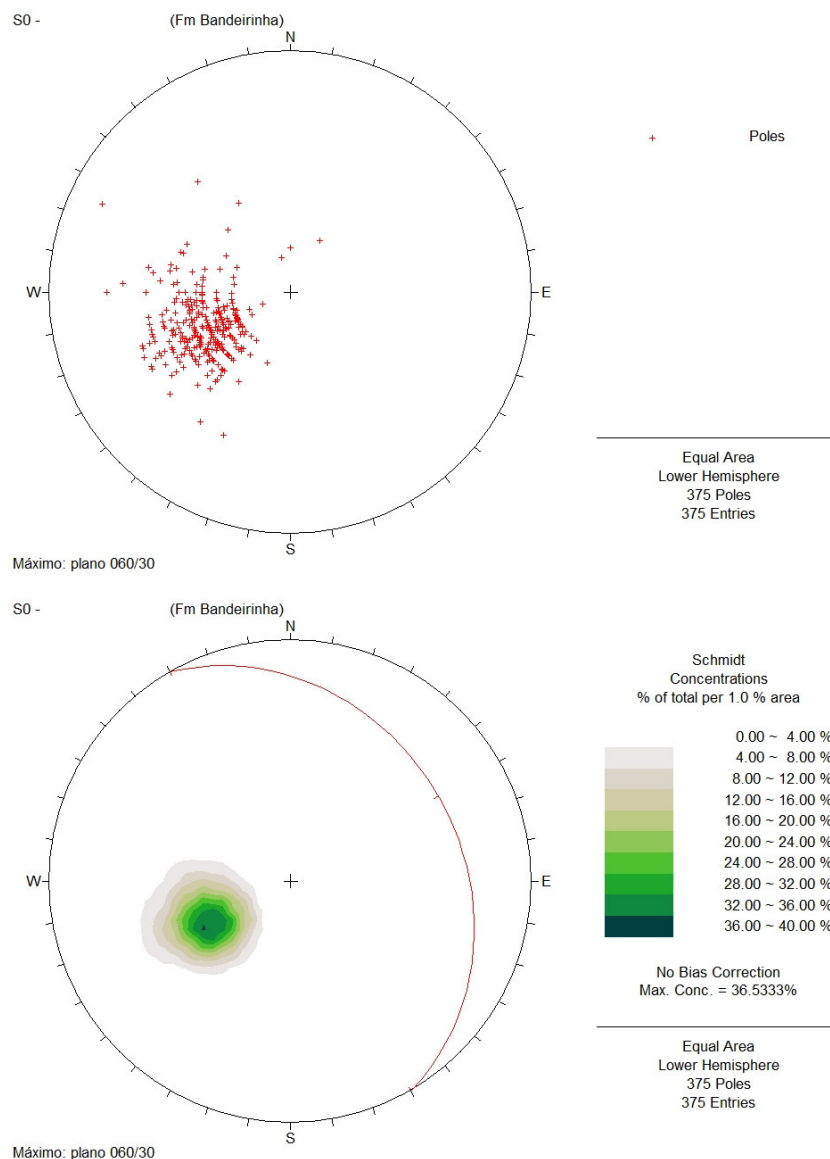 S0 - (Fm Bandeirinha)
N
W
E
S
Poles
Equal Area
Lower Hemisphere
375 Poles
375 Entries
Máximo: plano 060/30
S0 - (Fm Bandeirinha)
N
W
E
S
Schmidt
Concentrations
% of total per 1.0 % area
0.00 ~ 4.00 %
4.00 ~ 8.00 %
8.00 ~ 12.00 %
12.00 ~ 16.00 %
16.00 ~ 20.00 %
20.00 ~ 24.00 %
24.00 ~ 28.00 %
28.00 ~ 32.00 %
32.00 ~ 36.00 %
36.00 ~ 40.00 %
No Bias Correction
Max. Conc. = 36.5333%
Equal Area
Lower Hemisphere
375 Poles
375 Entries
Máximo: plano 060/30